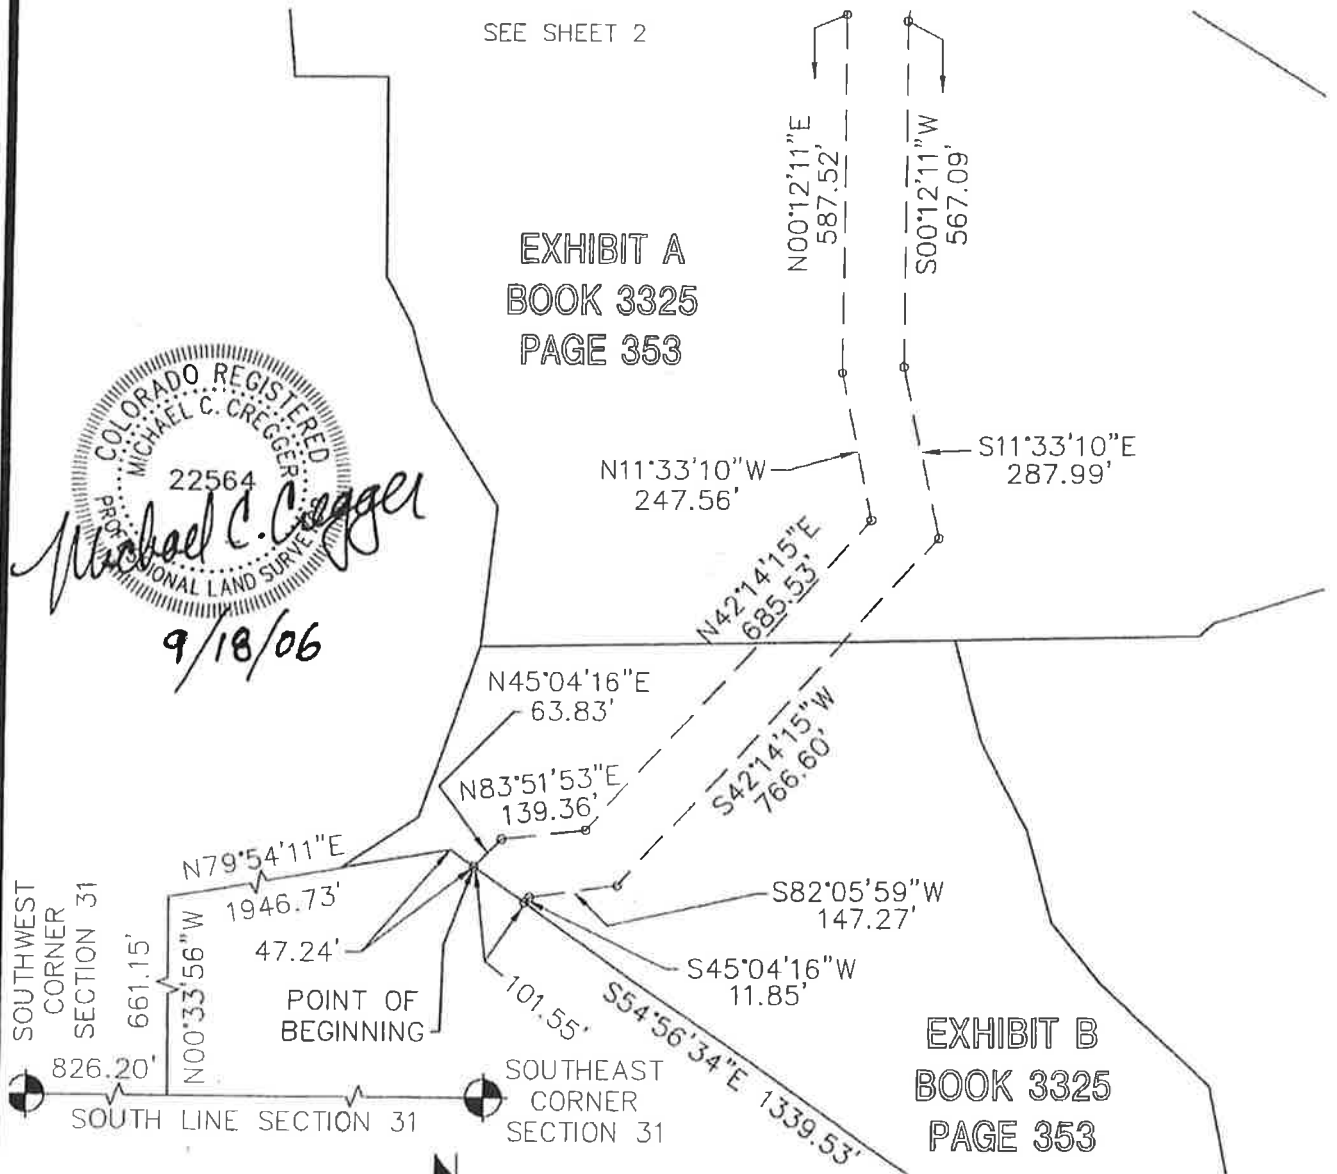 SEE SHEET 2
N00°12'11"E
587.52'
S00°12'11"W
567.09'
EXHIBIT A
BOOK 3325
PAGE 353
COLORADO REGISTERED
MICHAEL C. CREGGER
22564
PROFESSIONAL LAND SURVEYOR
Michael C. Cregger
9/18/06
N11°33'10"W
247.56'
S11°33'10"E
287.99'
N42°14'15"E
685.53'
N45°04'16"E
63.83'
S42°14'15"W
766.60'
N83°51'53"E
139.36'
N79°54'11"E
1946.73'
S82°05'59"W
147.27'
SOUTHWEST
CORNER
SECTION 31
661.15'
N00°33'56"W
47.24'
S45°04'16"W
11.85'
POINT OF
BEGINNING
101.55'
S54°56'34"E 1339.53'
EXHIBIT B
BOOK 3325
PAGE 353
826.20'
SOUTH LINE SECTION 31
SOUTHEAST
CORNER
SECTION 31
N